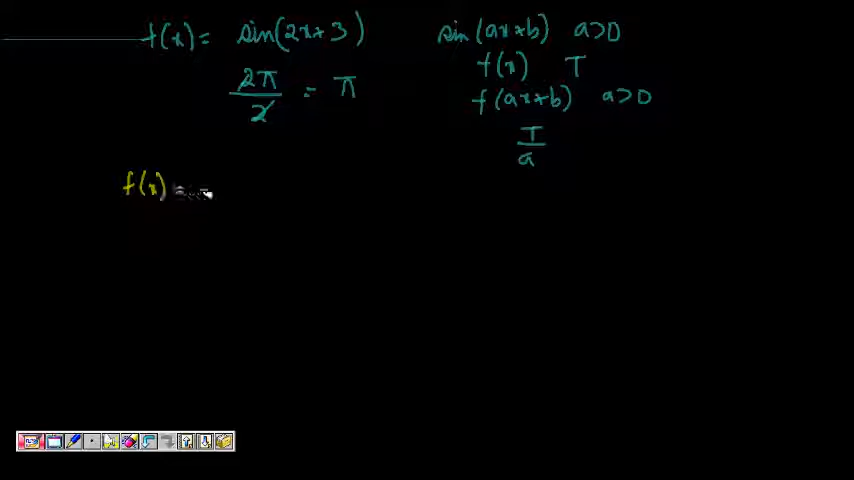 f(x) = sin(2x+3)
2π/2 = π
sin(ax+b) a>0
f(x) T
f(ax+b) a>0
T/a
f(x) =